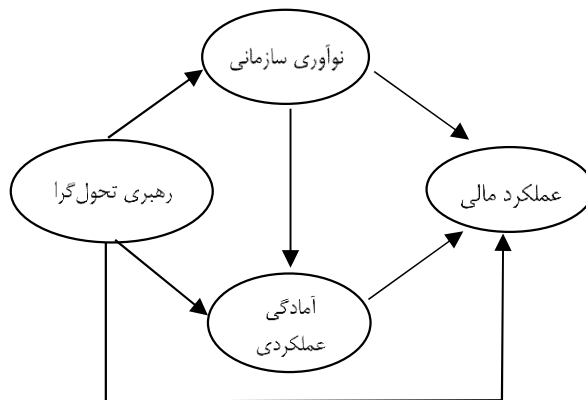 نوآوری سازمانی
رهبری تحول‌گرا
عملکرد مالی
آمادگی
عملکردی